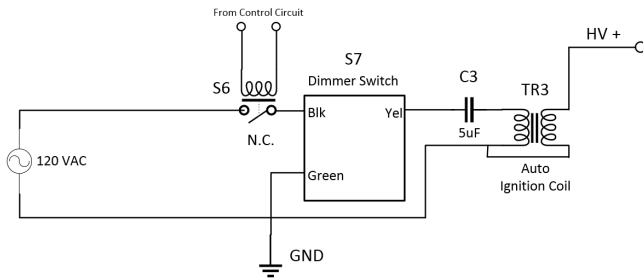 From Control Circuit
HV +
S7
S6
Dimmer Switch
C3
TR3
Blk
Yel
N.C.
5uF
120 VAC
Green
Auto
Ignition Coil
GND